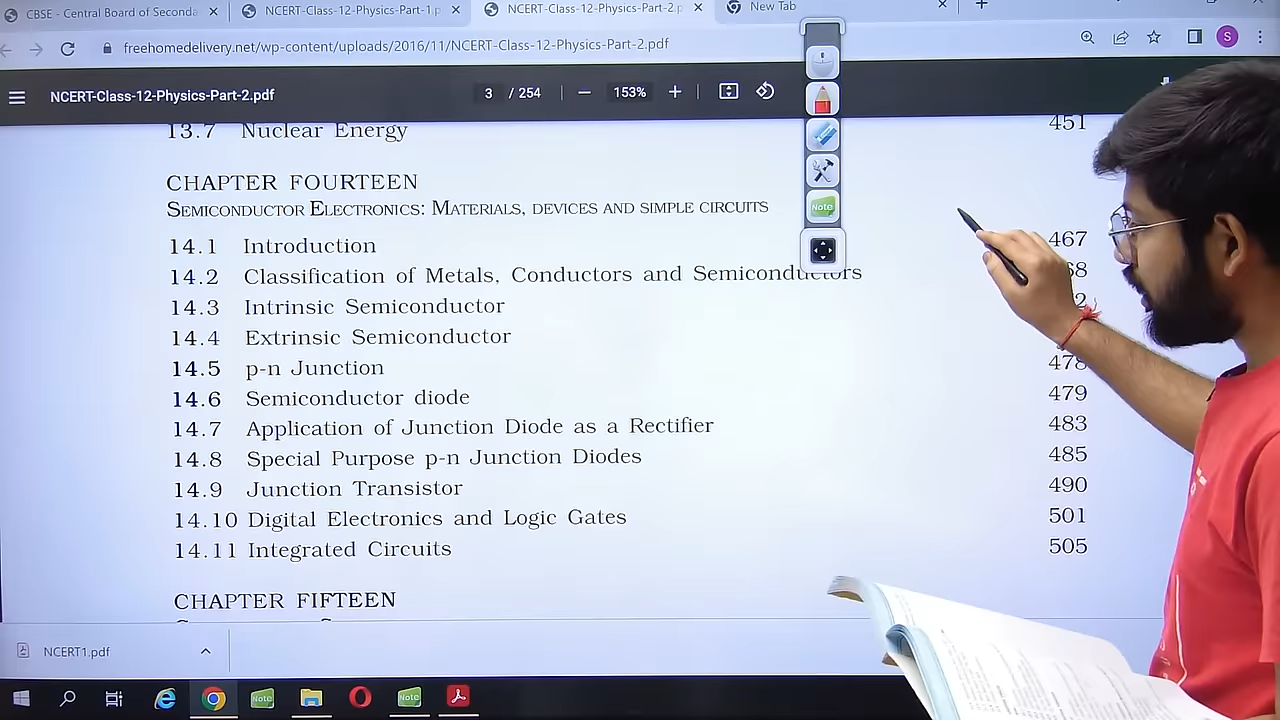 CBSE - Central Board of Seconda
NCERT-Class-12-Physics-Part-1.p
NCERT-Class-12-Physics-Part-2.p
New Tab
freehomedelivery.net/wp-content/uploads/2016/11/NCERT-Class-12-Physics-Part-2.pdf
S
NCERT-Class-12-Physics-Part-2.pdf
3 / 254
153%
13.7 Nuclear Energy 451
CHAPTER FOURTEEN
SEMICONDUCTOR ELECTRONICS: MATERIALS, DEVICES AND SIMPLE CIRCUITS
Note
14.1 Introduction 467
14.2 Classification of Metals, Conductors and Semiconductors 68
14.3 Intrinsic Semiconductor 2
14.4 Extrinsic Semiconductor
14.5 p-n Junction 478
14.6 Semiconductor diode 479
14.7 Application of Junction Diode as a Rectifier 483
14.8 Special Purpose p-n Junction Diodes 485
14.9 Junction Transistor 490
14.10 Digital Electronics and Logic Gates 501
14.11 Integrated Circuits 505
CHAPTER FIFTEEN
NCERT1.pdf
Note
Note